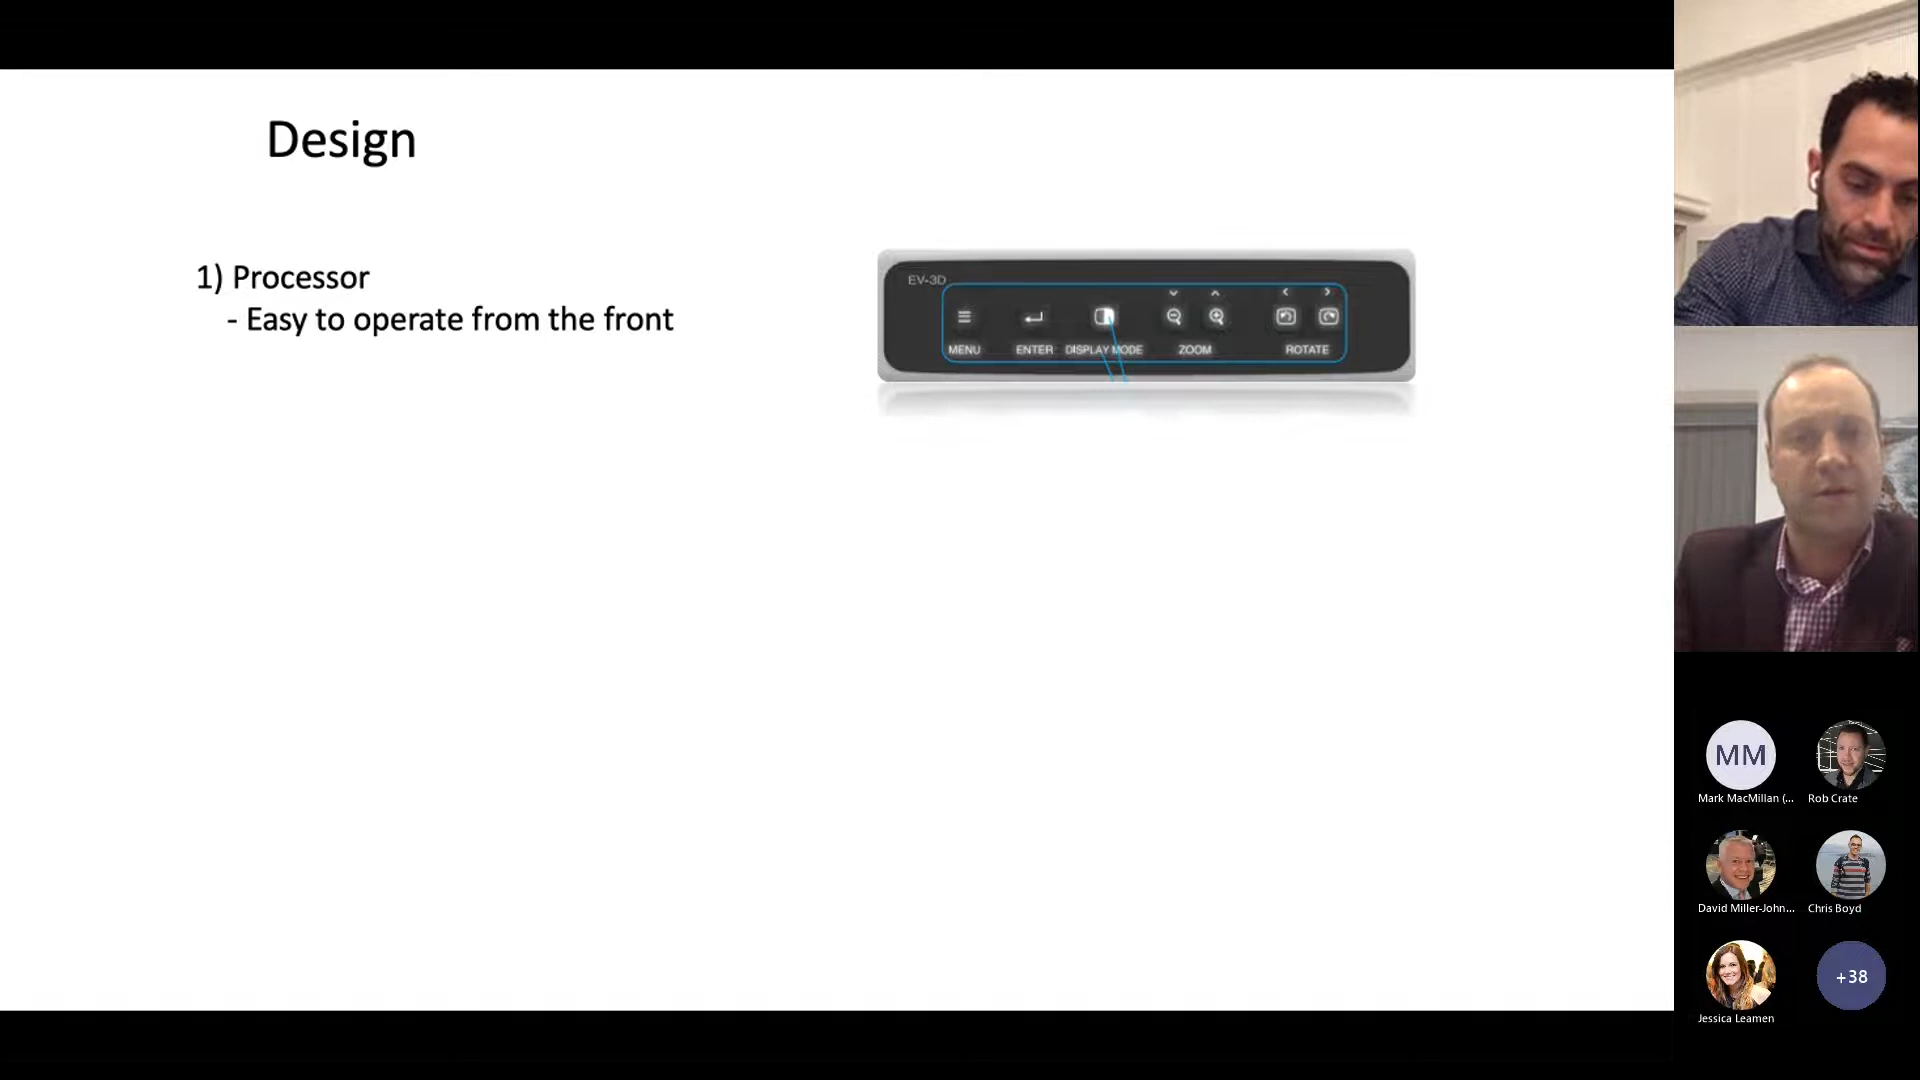 Design
1) Processor
- Easy to operate from the front
EV-3D
MENU ENTER DISPLAY MODE ZOOM ROTATE
MM
Mark MacMillan (... Rob Crate
David Miller-John... Chris Boyd
+38
Jessica Leamen